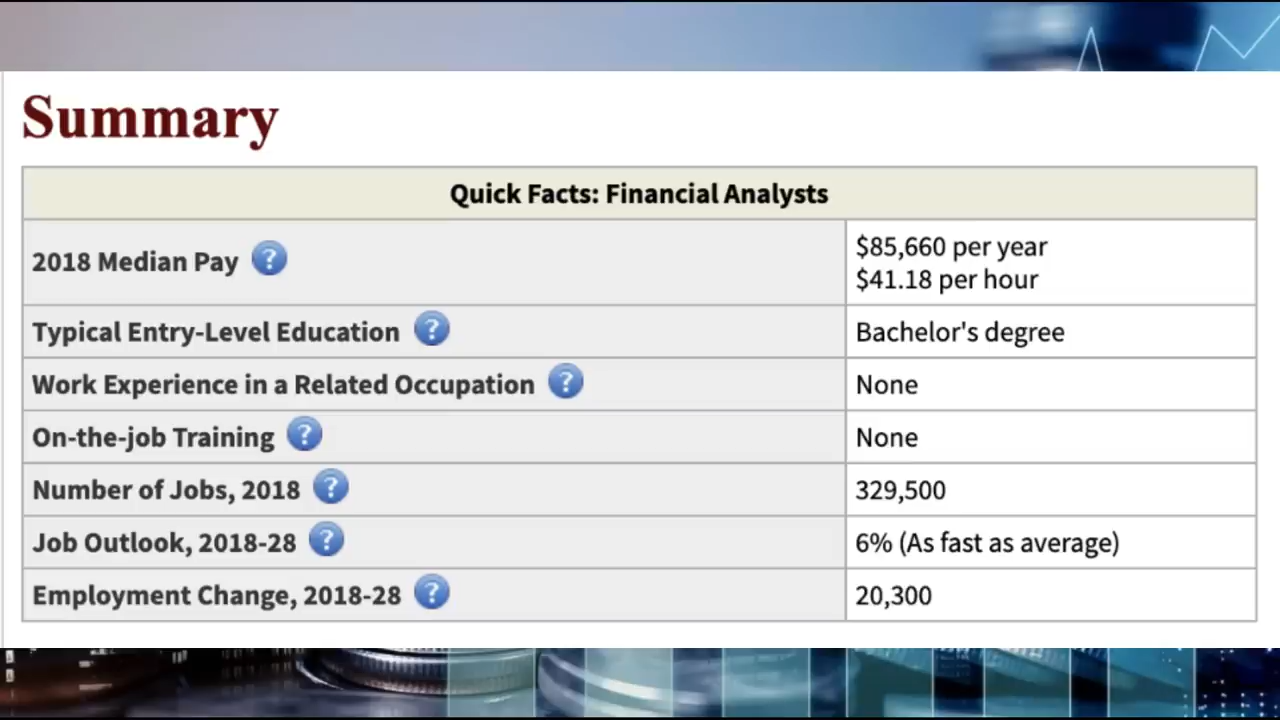 Summary
Quick Facts: Financial Analysts
2018 Median Pay ?
$85,660 per year
$41.18 per hour
Typical Entry-Level Education ?
Bachelor's degree
Work Experience in a Related Occupation ?
None
On-the-job Training ?
None
Number of Jobs, 2018 ?
329,500
Job Outlook, 2018-28 ?
6% (As fast as average)
Employment Change, 2018-28 ?
20,300